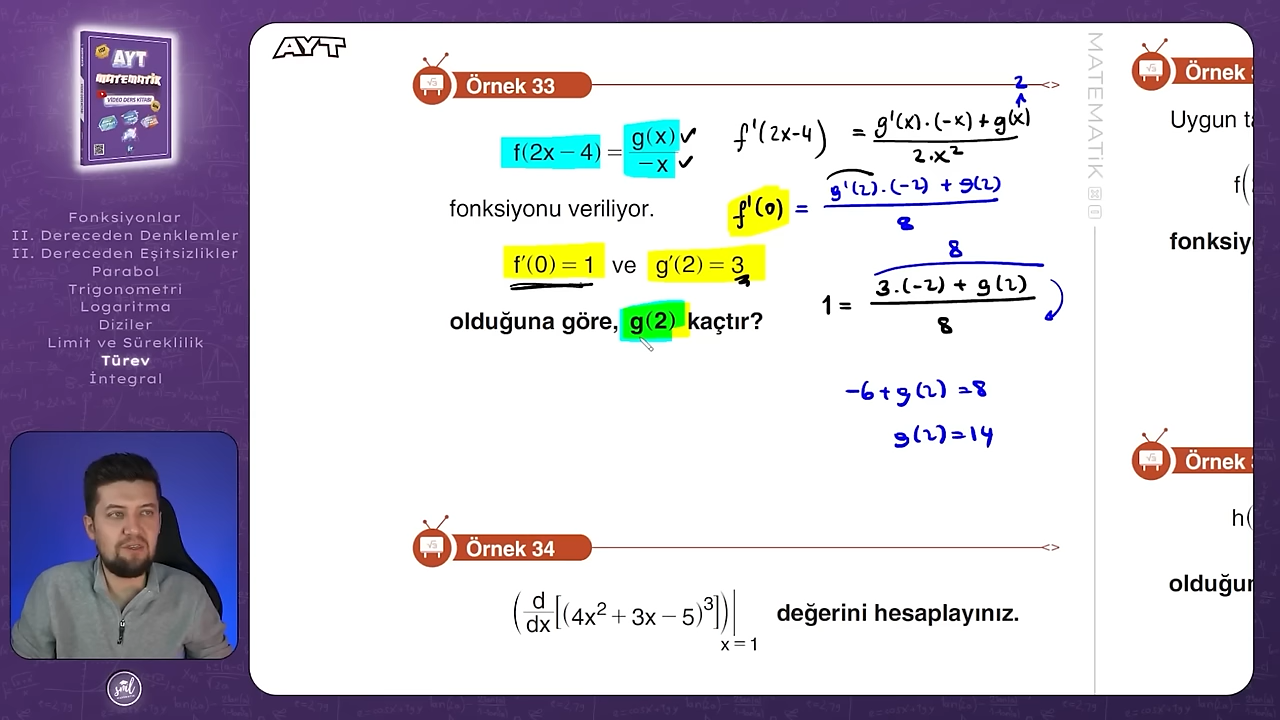 AYT
MATEMATİK
VİDEO DERS KİTABI
Fonksiyonlar
II. Dereceden Denklemler
II. Dereceden Eşitsizlikler
Parabol
Trigonometri
Logaritma
Diziler
Limit ve Süreklilik
Türev
İntegral
sml
AYT
Örnek 33
f(2x − 4) = g(x) / −x
f'(2x-4) = g'(x)·(-x) + g(x) / 2·x²
2
fonksiyonu veriliyor.
f'(0) = g'(2)·(-2) + g(2) / 8
f′(0) = 1 ve g′(2) = 3
8
1 = 3·(-2) + g(2) / 8
olduğuna göre, g(2) kaçtır?
-6 + g(2) = 8
g(2) = 14
Örnek 34
(d/dx[(4x² + 3x − 5)³])| x = 1 değerini hesaplayınız.
MATEMATİK
Örnek
Uygun
f(
fonksiy
Örnek
h(
olduğur